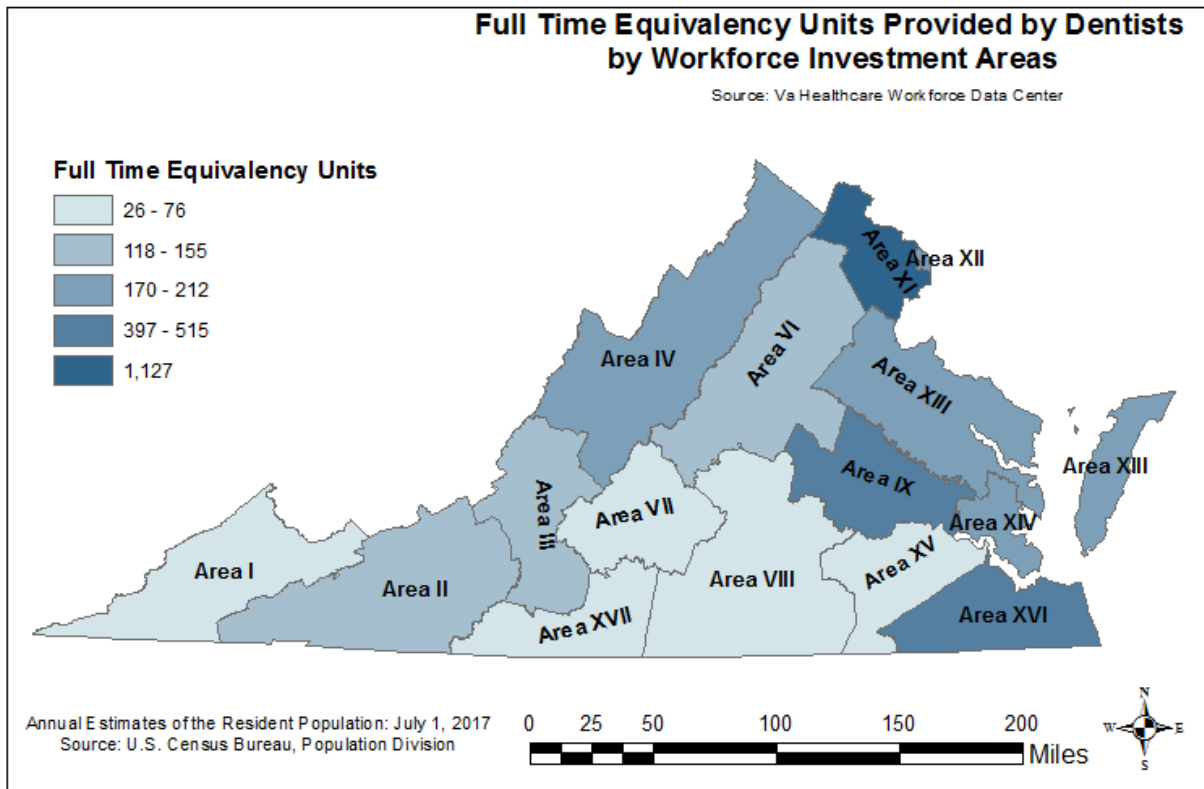 Full Time Equivalency Units Provided by Dentists
by Workforce Investment Areas
Source: Va Healthcare Workforce Data Center
Full Time Equivalency Units
26 - 76
118 - 155
170 - 212
397 - 515
1,127
Area XI
Area XII
Area VI
Area IV
Area XIII
Area XIII
Area IX
Area III
Area VII
Area XIV
Area XV
Area I
Area II
Area VIII
Area XVII
Area XVI
Annual Estimates of the Resident Population: July 1, 2017
Source: U.S. Census Bureau, Population Division
0 25 50 100 150 200
Miles
N
W E
S